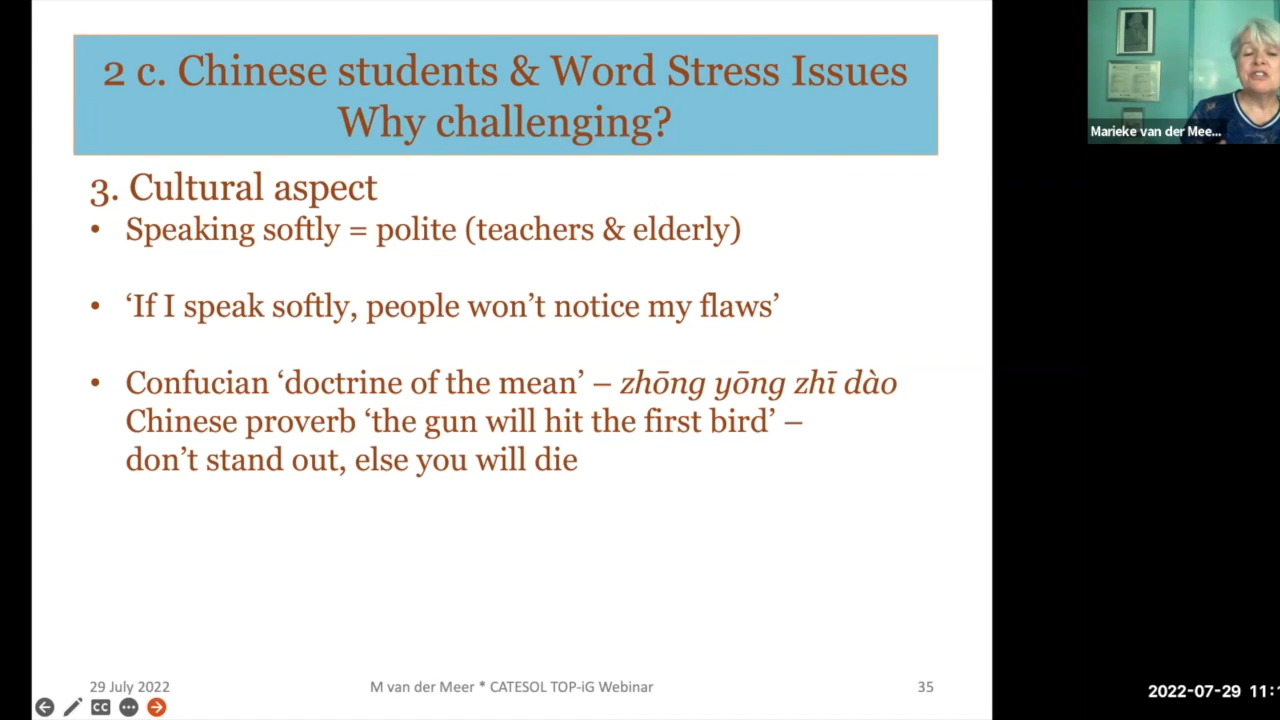 2 c. Chinese students & Word Stress Issues
Why challenging?
3. Cultural aspect
• Speaking softly = polite (teachers & elderly)
• ‘If I speak softly, people won’t notice my flaws’
• Confucian ‘doctrine of the mean’ – zhōng yōng zhī dào
Chinese proverb ‘the gun will hit the first bird’ –
don’t stand out, else you will die
29 July 2022
M van der Meer * CATESOL TOP-iG Webinar
35
CC
Marieke van der Mee...
2022-07-29 11: